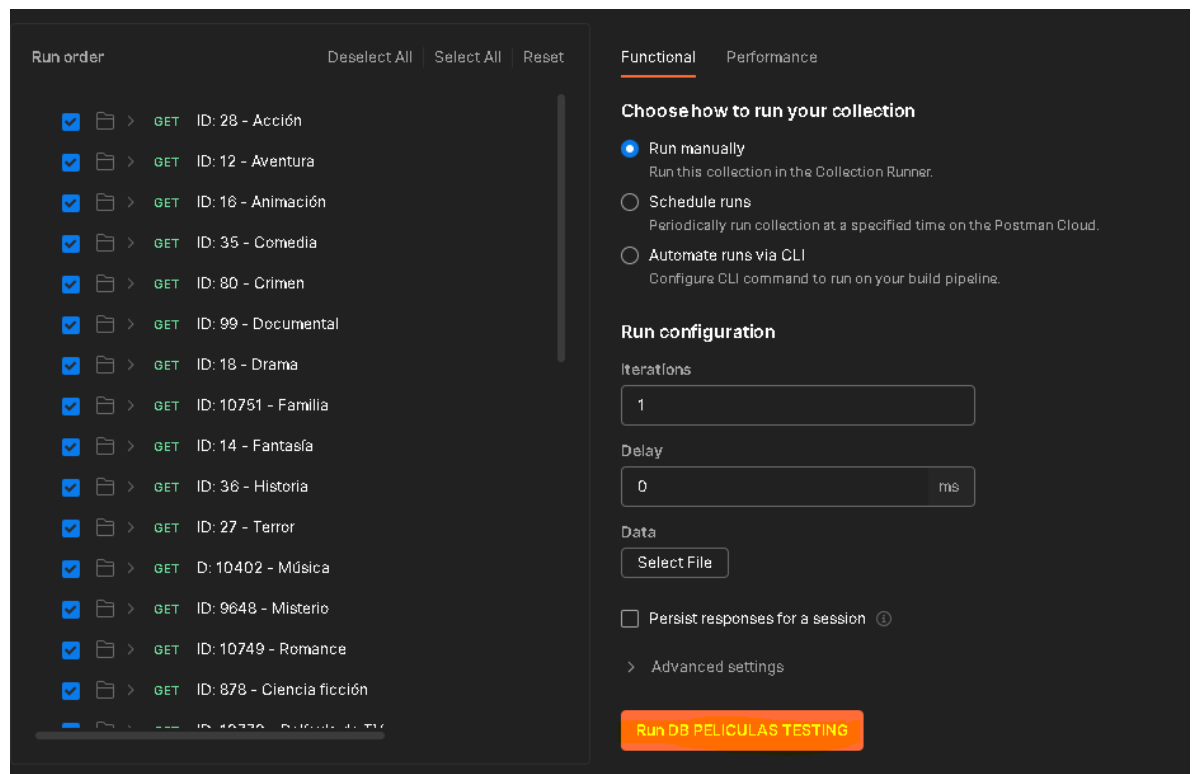 Run order Deselect All Select All Reset
GET ID: 28 - Acción
GET ID: 12 - Aventura
GET ID: 16 - Animación
GET ID: 35 - Comedia
GET ID: 80 - Crimen
GET ID: 99 - Documental
GET ID: 18 - Drama
GET ID: 10751 - Familia
GET ID: 14 - Fantasía
GET ID: 36 - Historia
GET ID: 27 - Terror
GET D: 10402 - Música
GET ID: 9648 - Misterio
GET ID: 10749 - Romance
GET ID: 878 - Ciencia ficción
Functional Performance
Choose how to run your collection
Run manually
Run this collection in the Collection Runner.
Schedule runs
Periodically run collection at a specified time on the Postman Cloud.
Automate runs via CLI
Configure CLI command to run on your build pipeline.
Run configuration
Iterations
1
Delay
0 ms
Data
Select File
Persist responses for a session
Advanced settings
Run DB PELICULAS TESTING